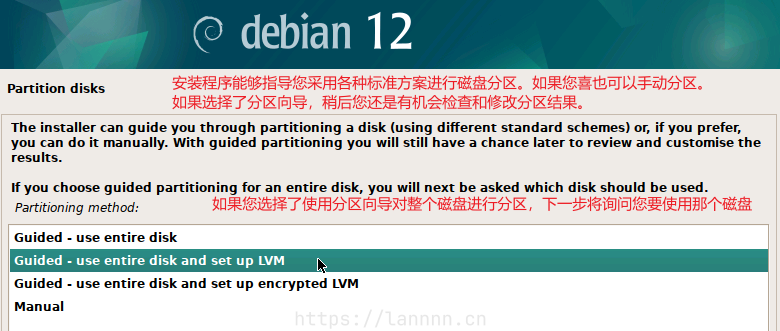 debian 12
Partition disks
安装程序能够指导您采用各种标准方案进行磁盘分区。如果您喜也可以手动分区。
如果选择了分区向导，稍后您还是有机会检查和修改分区结果。
The installer can guide you through partitioning a disk (using different standard schemes) or, if you prefer,
you can do it manually. With guided partitioning you will still have a chance later to review and customise the
results.
If you choose guided partitioning for an entire disk, you will next be asked which disk should be used.
Partitioning method:
如果您选择了使用分区向导对整个磁盘进行分区，下一步将询问您要使用那个磁盘
Guided - use entire disk
Guided - use entire disk and set up LVM
Guided - use entire disk and set up encrypted LVM
Manual
https://lannnn.cn